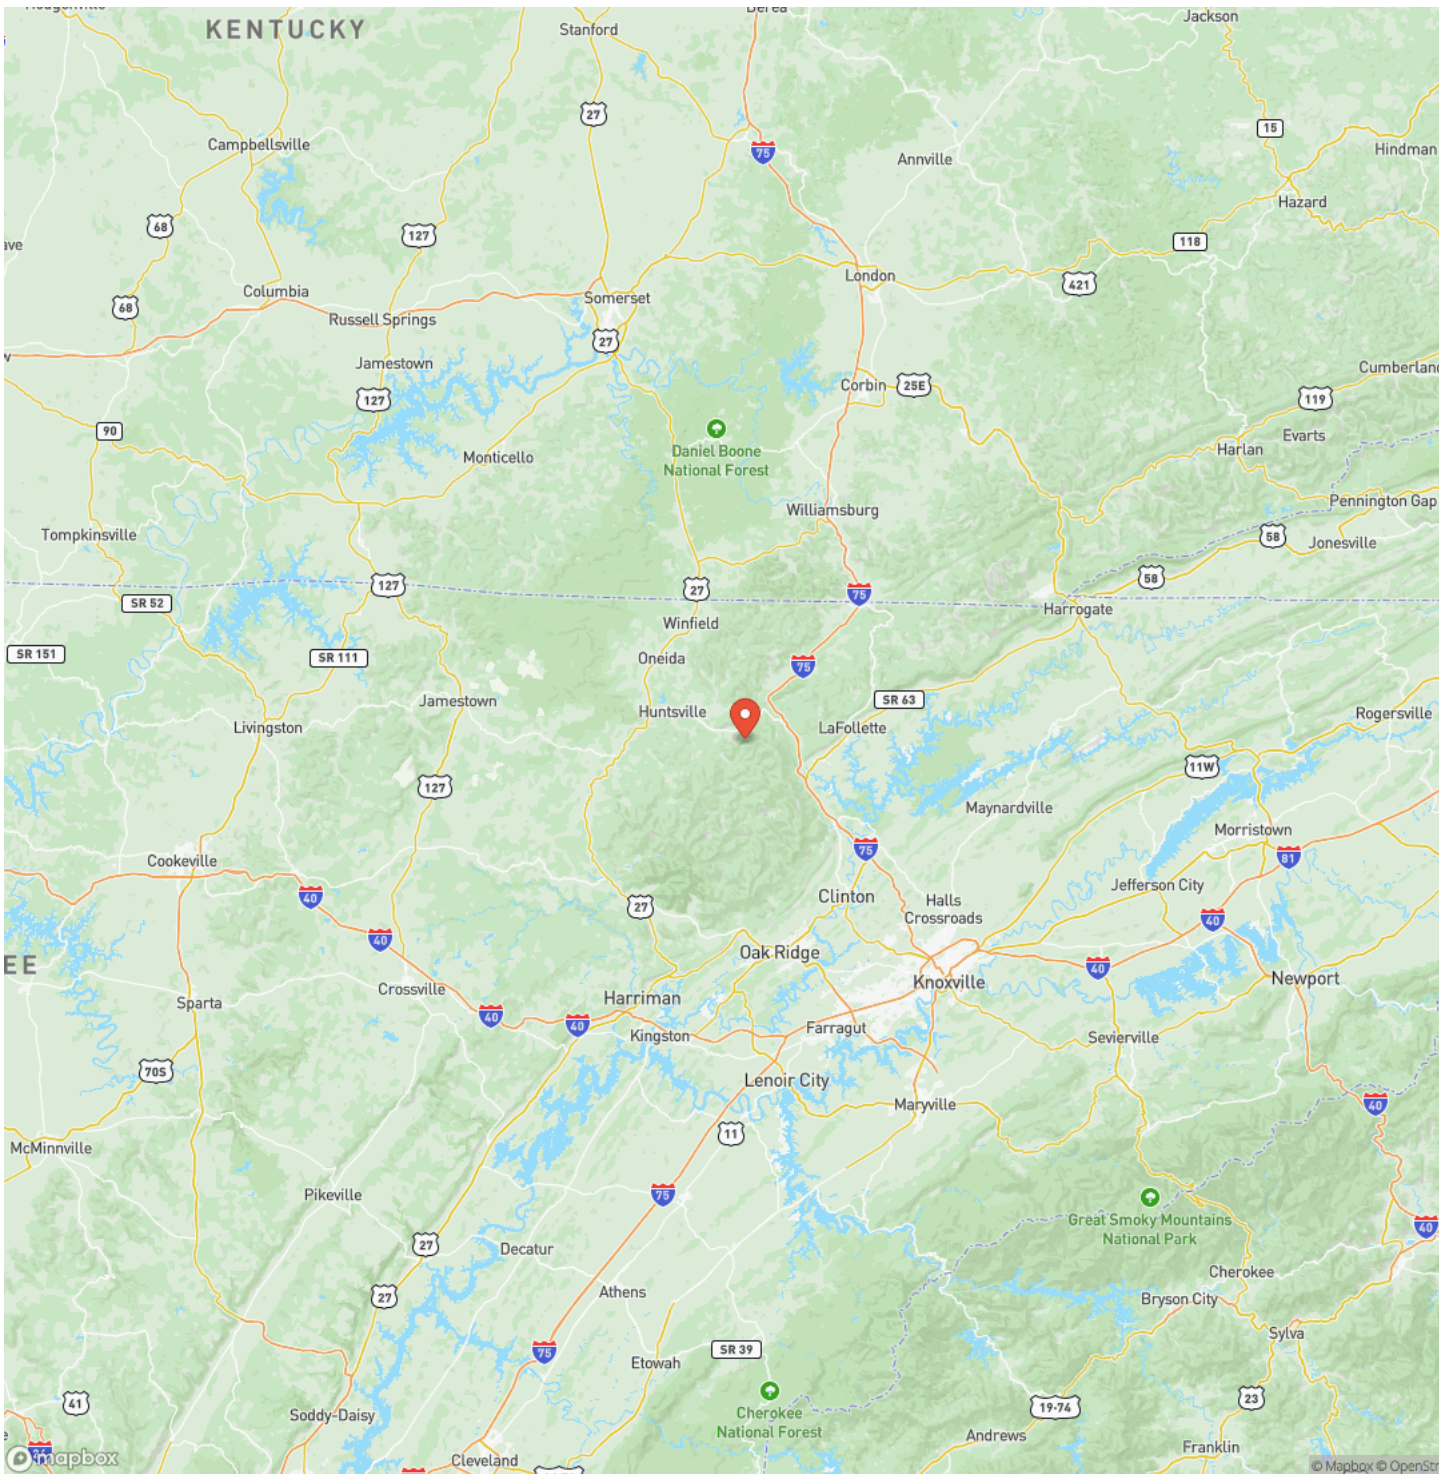 KENTUCKY
Stanford
Berea
Jackson
27
15
Campbellsville
75
Annville
Hindman
68
127
Hazard
118
London
421
Columbia
Somerset
68
Russell Springs
27
Jamestown
Corbin
25E
Cumberland
127
119
90
Daniel Boone
National Forest
Evarts
Harlan
Monticello
Williamsburg
Pennington Gap
Tompkinsville
58
Jonesville
127
27
75
58
SR 52
Harrogate
Winfield
SR 151
SR 111
Oneida
75
Jamestown
Huntsville
SR 63
Livingston
LaFollette
Rogersville
127
11W
Maynardville
Morristown
Cookeville
75
81
40
Clinton
Halls
Crossroads
Jefferson City
27
40
40
Oak Ridge
EE
40
Knoxville
Newport
Crossville
Harriman
Sparta
40
40
Kingston
Farragut
Sevierville
70S
Lenoir City
Maryville
40
11
McMinnville
Pikeville
75
Great Smoky Mountains
National Park
40
27
Decatur
Cherokee
27
Athens
Bryson City
Sylva
75
SR 39
Etowah
41
Cherokee
National Forest
19-74
23
Soddy-Daisy
Andrews
Franklin
Cleveland
mapbox
© Mapbox © OpenStr